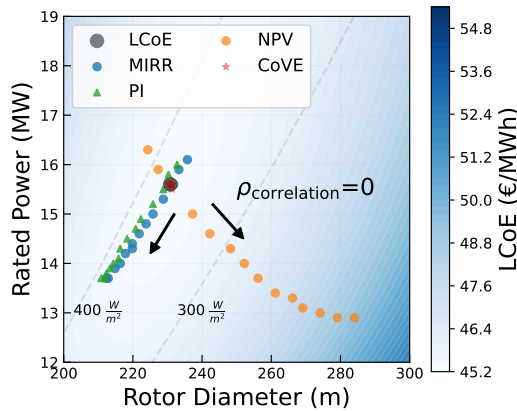 LCoE
MIRR
PI
NPV
CoVE
ρcorrelation=0
400 W/m²
300 W/m²
19
18
17
16
15
14
13
12
Rated Power (MW)
200
220
240
260
280
300
Rotor Diameter (m)
54.8
53.6
52.4
51.2
50.0
48.8
47.6
46.4
45.2
LCoE (€/MWh)